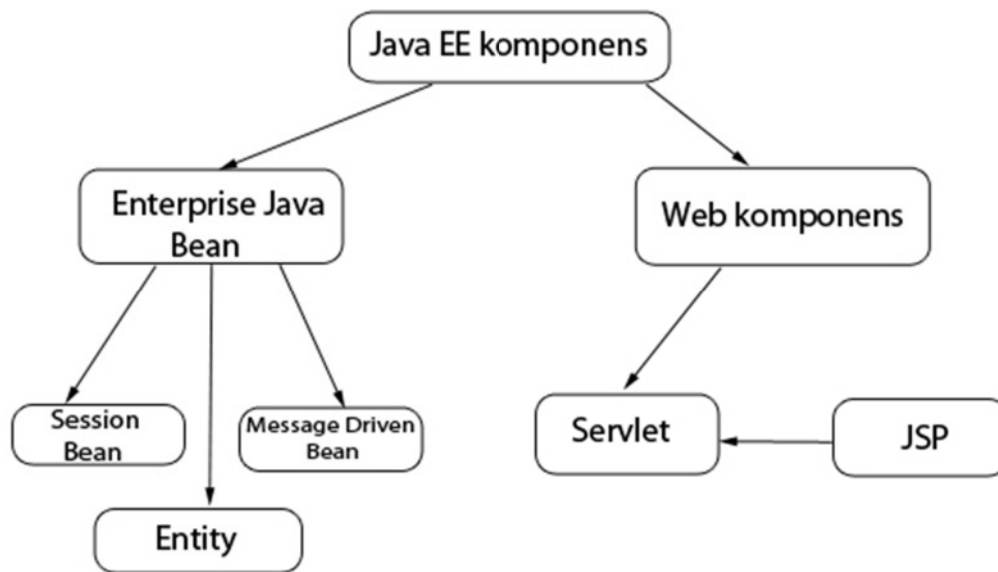 Java EE komponens
Enterprise Java
Bean
Web komponens
Session
Bean
Message Driven
Bean
Servlet
JSP
Entity